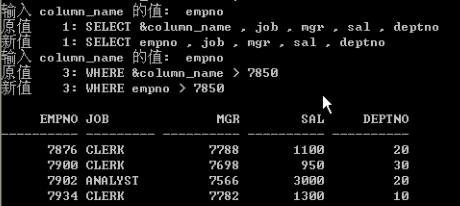 输入 column_name 的值: empno
原值 1: SELECT &column_name , job , mgr , sal , deptno
新值 1: SELECT empno , job , mgr , sal , deptno
输入 column_name 的值: empno
原值 3: WHERE &column_name > 7850
新值 3: WHERE empno > 7850
EMPNO JOB MGR SAL DEPTNO
---------- --------- ---------- ---------- ----------
7876 CLERK 7788 1100 20
7900 CLERK 7698 950 30
7902 ANALYST 7566 3000 20
7934 CLERK 7782 1300 10